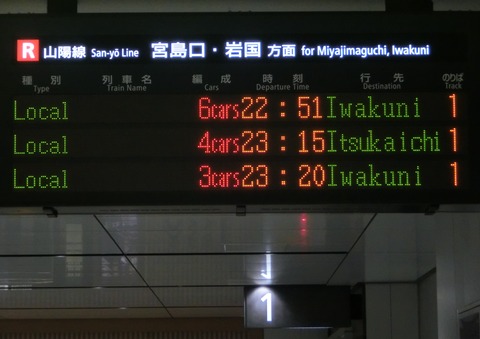 R 山陽線 San-yō Line 宮島口・岩国 方面 for Miyajimaguchi, Iwakuni
種別 列車名 編成 時刻 行先 のりば
Type Train Name Cars Departure Time Destination Track
Local 6cars 22:51 Iwakuni 1
Local 4cars 23:15 Itsukaichi 1
Local 3cars 23:20 Iwakuni 1
1